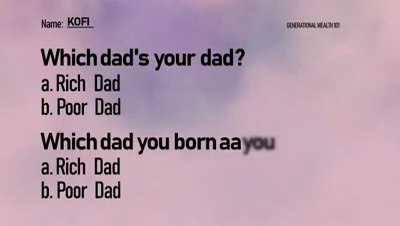 Name: KOFI
GENERATIONAL WEALTH 101
Which dad's your dad?
a. Rich Dad
b. Poor Dad
Which dad you born aa you
a. Rich Dad
b. Poor Dad